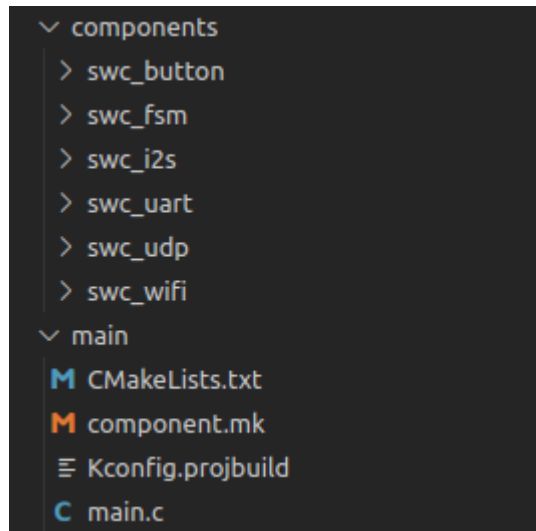 components
swc_button
swc_fsm
swc_i2s
swc_uart
swc_udp
swc_wifi
main
M CMakeLists.txt
M component.mk
Kconfig.projbuild
C main.c